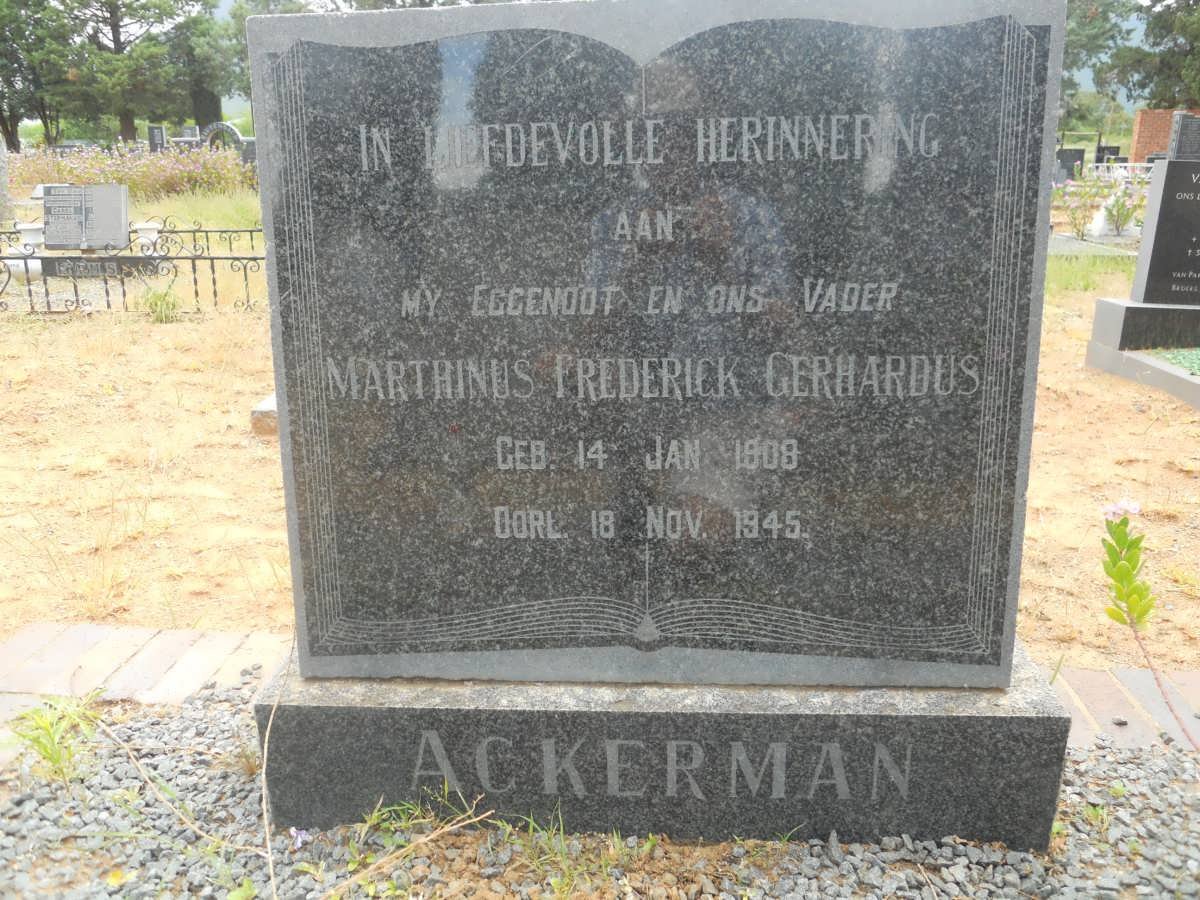 IN LIEFDEVOLLE HERINNERING
AAN
MY EGGENOOT EN ONS VADER
MARTHINUS FREDERICK GERHARDUS
GEB. 14 JAN 1908
OORL. 18 NOV. 1945.
ACKERMAN